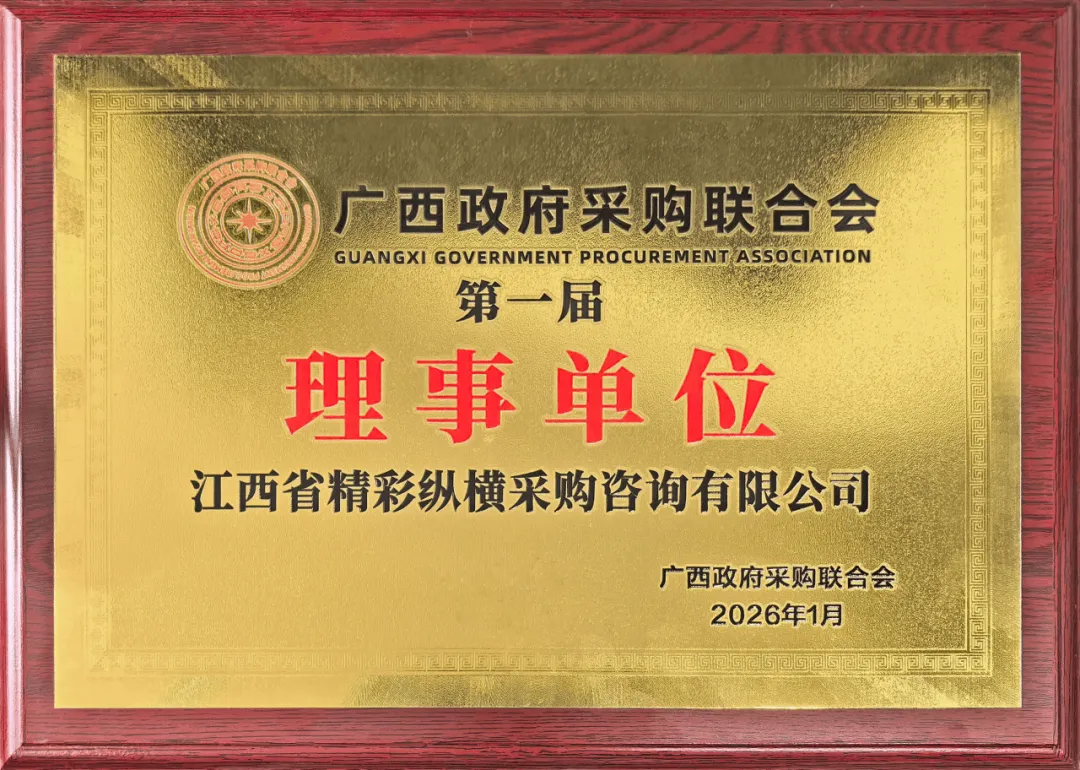 广西政府采购联合会
GUANGXI GOVERNMENT PROCUREMENT ASSOCIATION
第一届
理事单位
江西省精彩纵横采购咨询有限公司
广西政府采购联合会
2026年1月